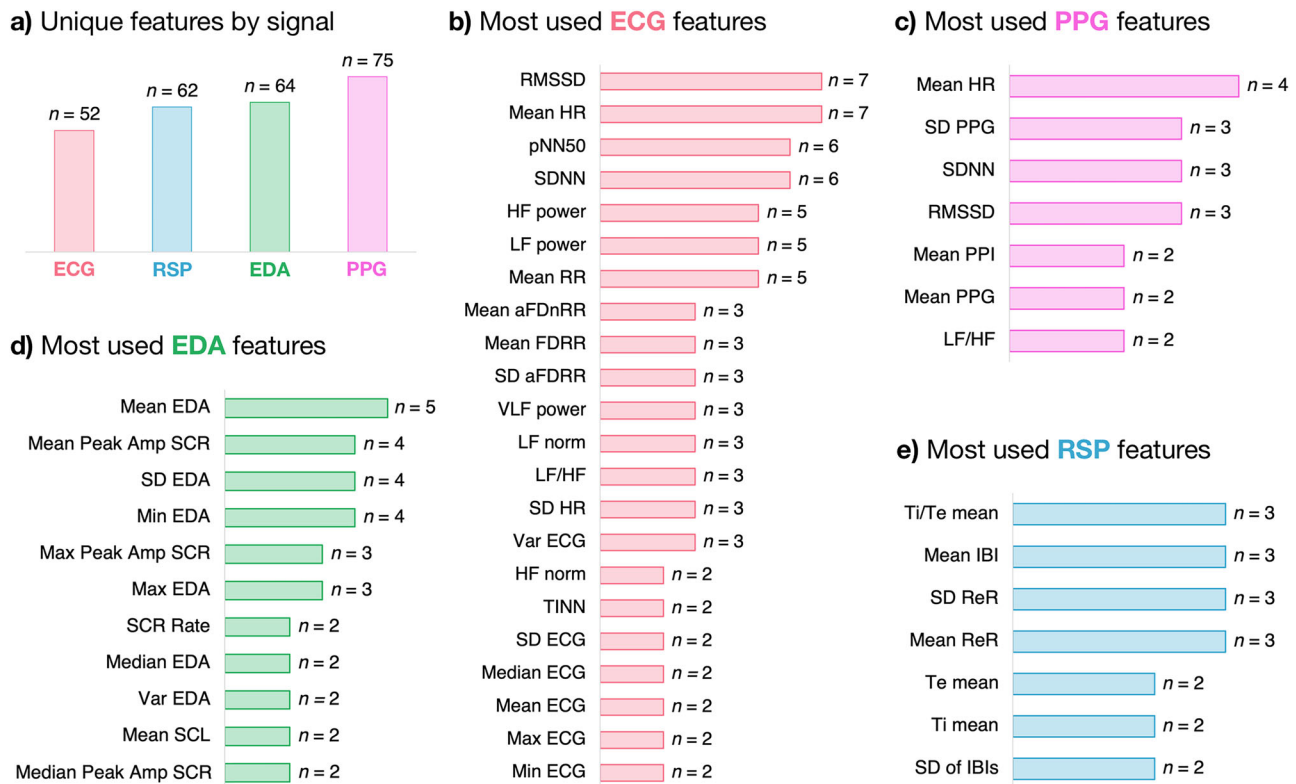 a) Unique features by signal
n = 52
n = 62
n = 64
n = 75
ECG
RSP
EDA
PPG
b) Most used ECG features
RMSSD n = 7
Mean HR n = 7
pNN50 n = 6
SDNN n = 6
HF power n = 5
LF power n = 5
Mean RR n = 5
Mean aFDnRR n = 3
Mean FDRR n = 3
SD aFDRR n = 3
VLF power n = 3
LF norm n = 3
LF/HF n = 3
SD HR n = 3
Var ECG n = 3
HF norm n = 2
TINN n = 2
SD ECG n = 2
Median ECG n = 2
Mean ECG n = 2
Max ECG n = 2
Min ECG n = 2
c) Most used PPG features
Mean HR n = 4
SD PPG n = 3
SDNN n = 3
RMSSD n = 3
Mean PPI n = 2
Mean PPG n = 2
LF/HF n = 2
d) Most used EDA features
Mean EDA n = 5
Mean Peak Amp SCR n = 4
SD EDA n = 4
Min EDA n = 4
Max Peak Amp SCR n = 3
Max EDA n = 3
SCR Rate n = 2
Median EDA n = 2
Var EDA n = 2
Mean SCL n = 2
Median Peak Amp SCR n = 2
e) Most used RSP features
Ti/Te mean n = 3
Mean IBI n = 3
SD ReR n = 3
Mean ReR n = 3
Te mean n = 2
Ti mean n = 2
SD of IBIs n = 2